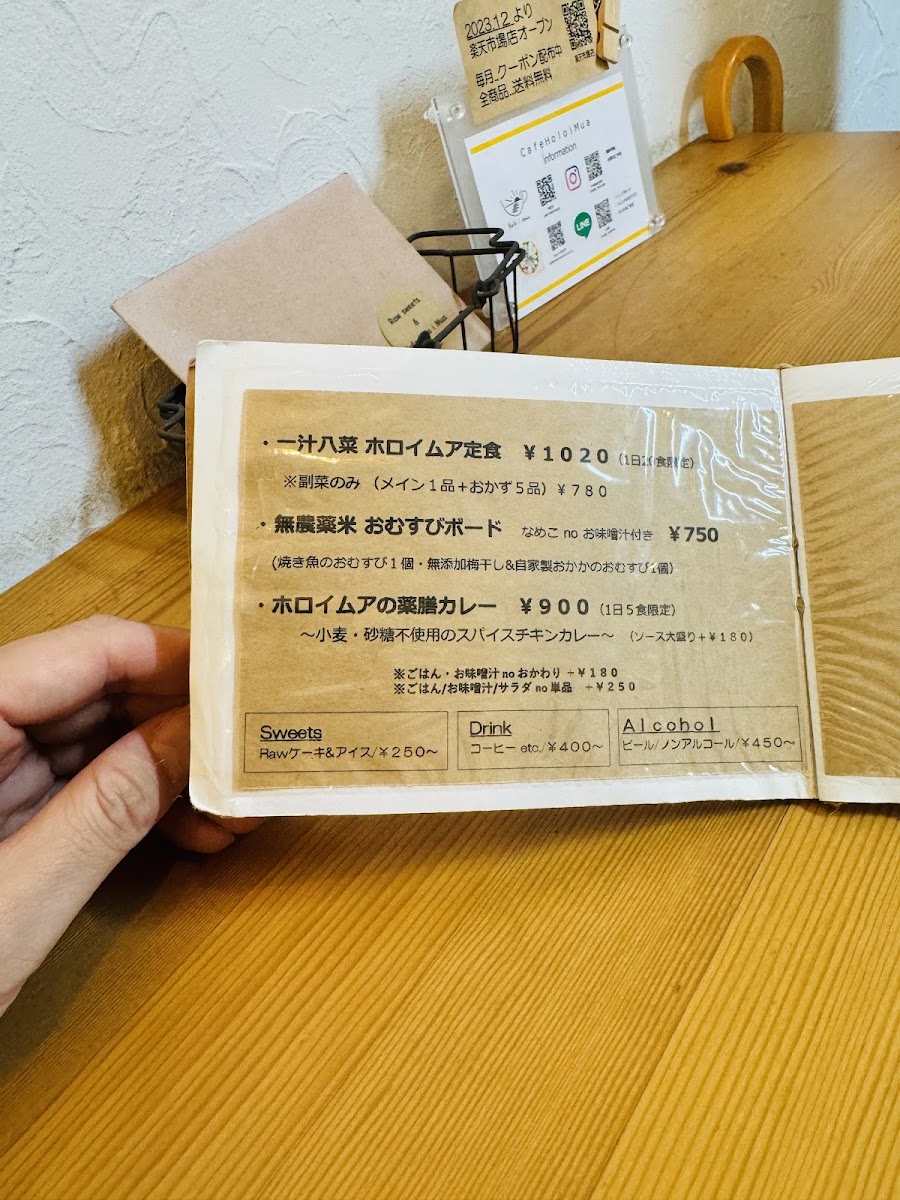 2023.12 より
楽天市場店オープン
毎月..クーポン配布中
全商品..送料無料
CafeHoloiMua
information
LINE
Raw sweets
&
・一汁八菜 ホロイムア定食 ￥１０２０ (1日20食限定)
※副菜のみ （メイン１品＋おかず５品）￥７８０
・無農薬米 おむすびボード なめこ no お味噌汁付き ￥750
(焼き魚のおむすび１個・無添加梅干し&自家製おかかのおむすび1個)
・ホロイムアの薬膳カレー ￥９００ (1日５食限定)
～小麦・砂糖不使用のスパイスチキンカレー～ (ソース大盛り＋￥１８０)
※ごはん・お味噌汁 no おかわり ＋￥１８０
※ごはん/お味噌汁/サラダ no 単品 ＋￥２５０
Sweets
Rawケーキ&アイス/￥２５０～
Drink
コーヒー etc./￥４００～
Alcohol
ビール/ノンアルコール/￥４５０～